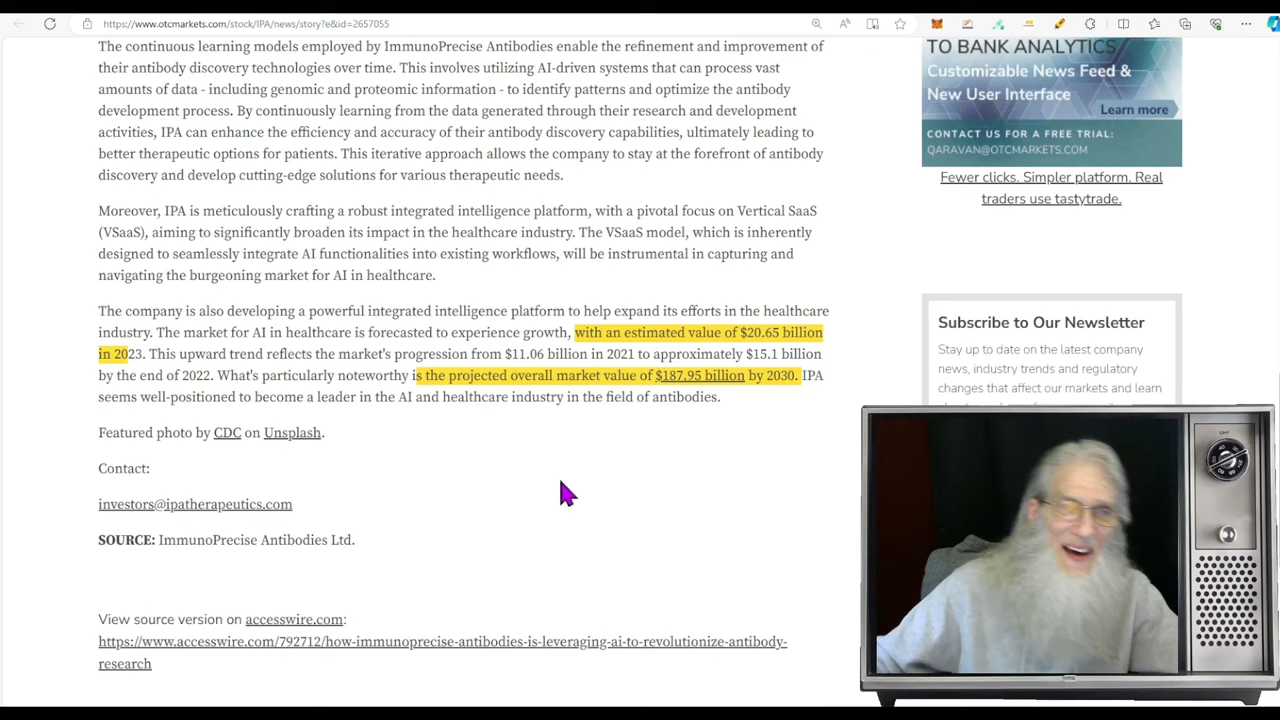 https://www.otcmarkets.com/stock/IPA/news/story?e&id=2657055
The continuous learning models employed by ImmunoPrecise Antibodies enable the refinement and improvement of
their antibody discovery technologies over time. This involves utilizing AI-driven systems that can process vast
amounts of data - including genomic and proteomic information - to identify patterns and optimize the antibody
development process. By continuously learning from the data generated through their research and development
activities, IPA can enhance the efficiency and accuracy of their antibody discovery capabilities, ultimately leading to
better therapeutic options for patients. This iterative approach allows the company to stay at the forefront of antibody
discovery and develop cutting-edge solutions for various therapeutic needs.
Moreover, IPA is meticulously crafting a robust integrated intelligence platform, with a pivotal focus on Vertical SaaS
(VSaaS), aiming to significantly broaden its impact in the healthcare industry. The VSaaS model, which is inherently
designed to seamlessly integrate AI functionalities into existing workflows, will be instrumental in capturing and
navigating the burgeoning market for AI in healthcare.
The company is also developing a powerful integrated intelligence platform to help expand its efforts in the healthcare
industry. The market for AI in healthcare is forecasted to experience growth, with an estimated value of $20.65 billion
in 2023. This upward trend reflects the market's progression from $11.06 billion in 2021 to approximately $15.1 billion
by the end of 2022. What's particularly noteworthy is the projected overall market value of $187.95 billion by 2030. IPA
seems well-positioned to become a leader in the AI and healthcare industry in the field of antibodies.
Featured photo by CDC on Unsplash.
Contact:
investors@ipatherapeutics.com
SOURCE: ImmunoPrecise Antibodies Ltd.
View source version on accesswire.com:
https://www.accesswire.com/792712/how-immunoprecise-antibodies-is-leveraging-ai-to-revolutionize-antibody-
research
TO BANK ANALYTICS
Customizable News Feed &
New User Interface
Learn more
CONTACT US FOR A FREE TRIAL:
QARAVAN@OTCMARKETS.COM
Fewer clicks. Simpler platform. Real
traders use tastytrade.
Subscribe to Our Newsletter
Stay up to date on the latest company
news, industry trends and regulatory
changes that affect our markets and learn